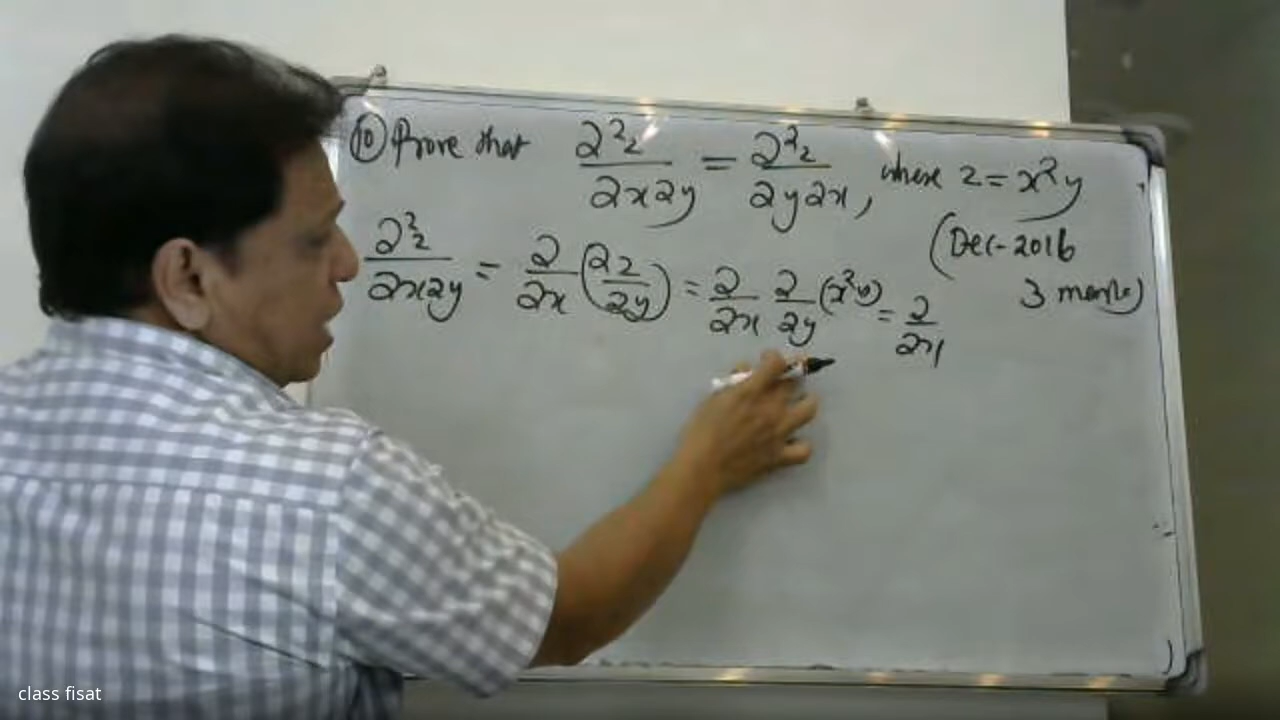 ⑩ Prove that ∂²z/∂x∂y = ∂²z/∂y∂x, where z = x²y
(Dec-2016
3 marks)
∂²z/∂x∂y = ∂/∂x (∂z/∂y) = ∂/∂x ∂/∂y (x²y) = ∂/∂x
class fisat